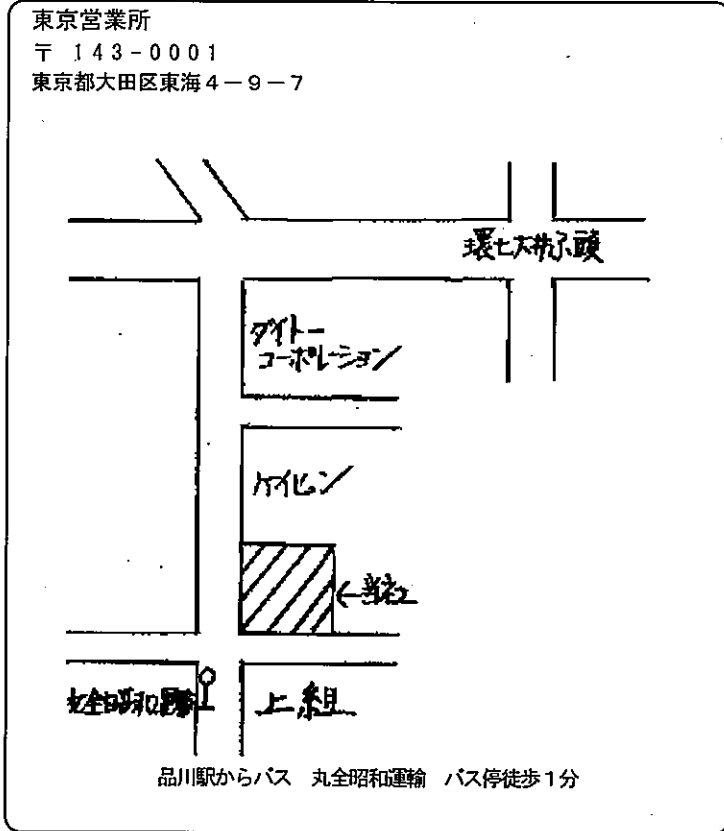 東京営業所
〒 143-0001
東京都大田区東海4-9-7
環七大井ふ頭
ダイトー
コーポレーション
ケイヒン
←当社
丸全昭和運輸
上組
品川駅からバス 丸全昭和運輸 バス停徒歩1分